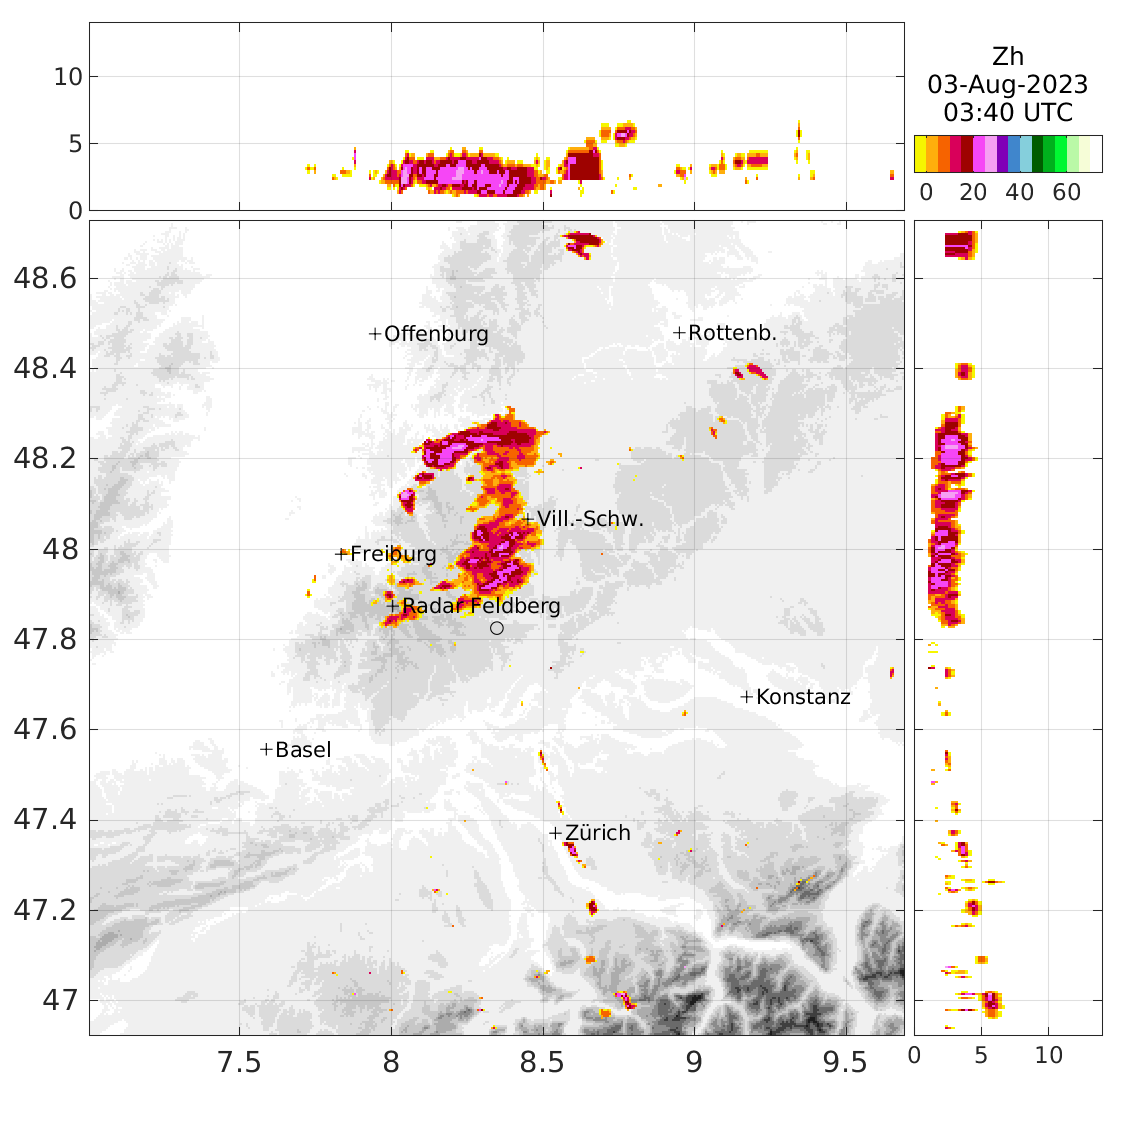 10
5
0
Zh
03-Aug-2023
03:40 UTC
0 20 40 60
48.6
48.4
48.2
48
47.8
47.6
47.4
47.2
47
Offenburg
Rottenb.
Vill.-Schw.
Freiburg
Radar Feldberg
Konstanz
Basel
Zürich
7.5 8 8.5 9 9.5
0 5 10